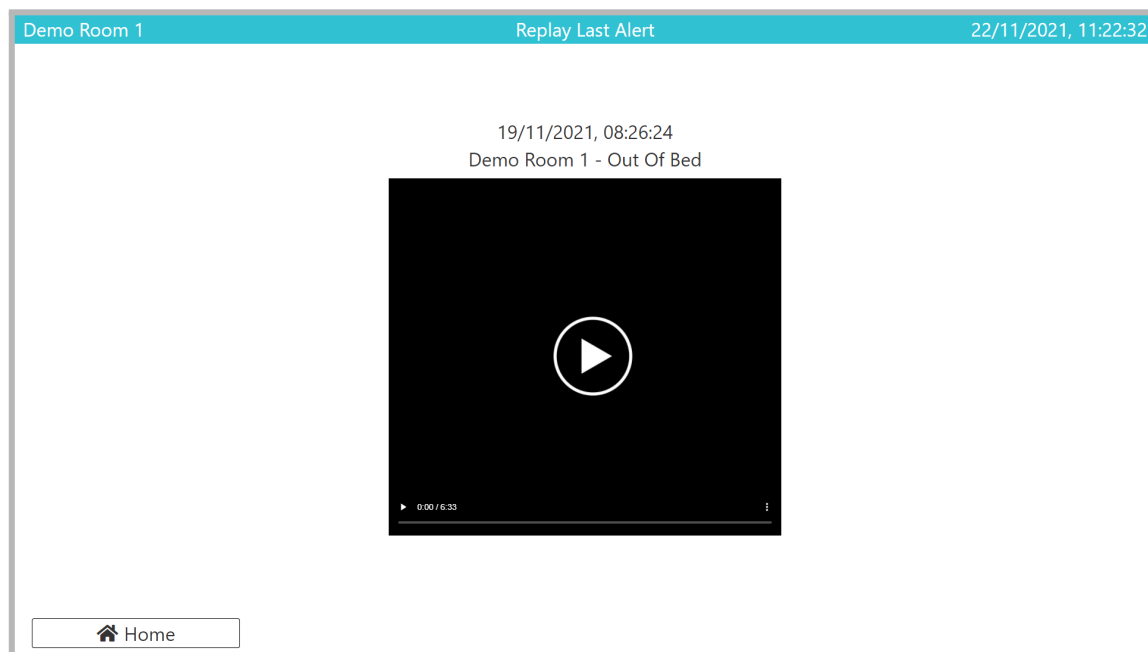 Demo Room 1
Replay Last Alert
22/11/2021, 11:22:32
19/11/2021, 08:26:24
Demo Room 1 - Out Of Bed
0:00 / 6:33
Home